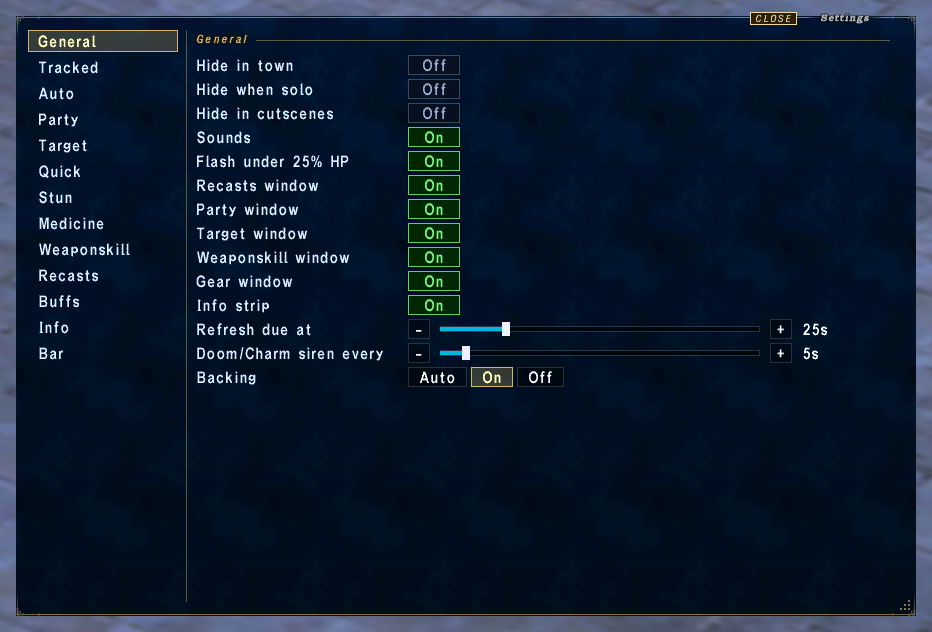 CLOSE Settings
General
Tracked
Auto
Party
Target
Quick
Stun
Medicine
Weaponskill
Recasts
Buffs
Info
Bar
General
Hide in town Off
Hide when solo Off
Hide in cutscenes Off
Sounds On
Flash under 25% HP On
Recasts window On
Party window On
Target window On
Weaponskill window On
Gear window On
Info strip On
Refresh due at - + 25s
Doom/Charm siren every - + 5s
Backing Auto On Off